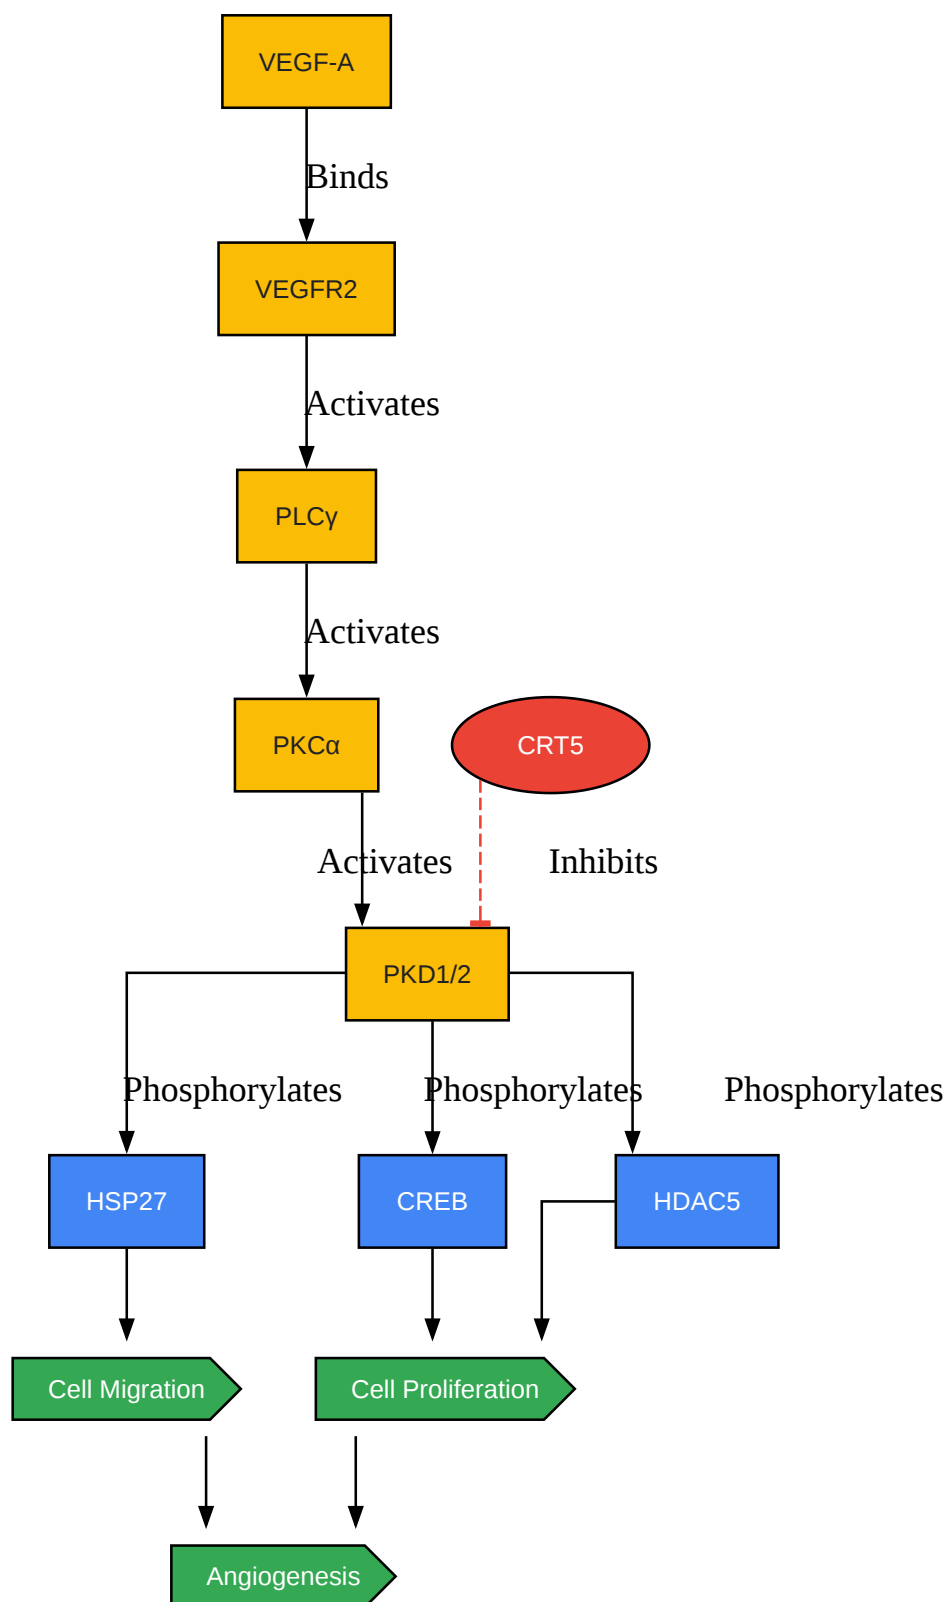 VEGF-A
Binds
VEGFR2
Activates
PLCγ
Activates
PKCα
CRT5
Activates
Inhibits
PKD1/2
Phosphorylates
Phosphorylates
Phosphorylates
HSP27
CREB
HDAC5
Cell Migration
Cell Proliferation
Angiogenesis